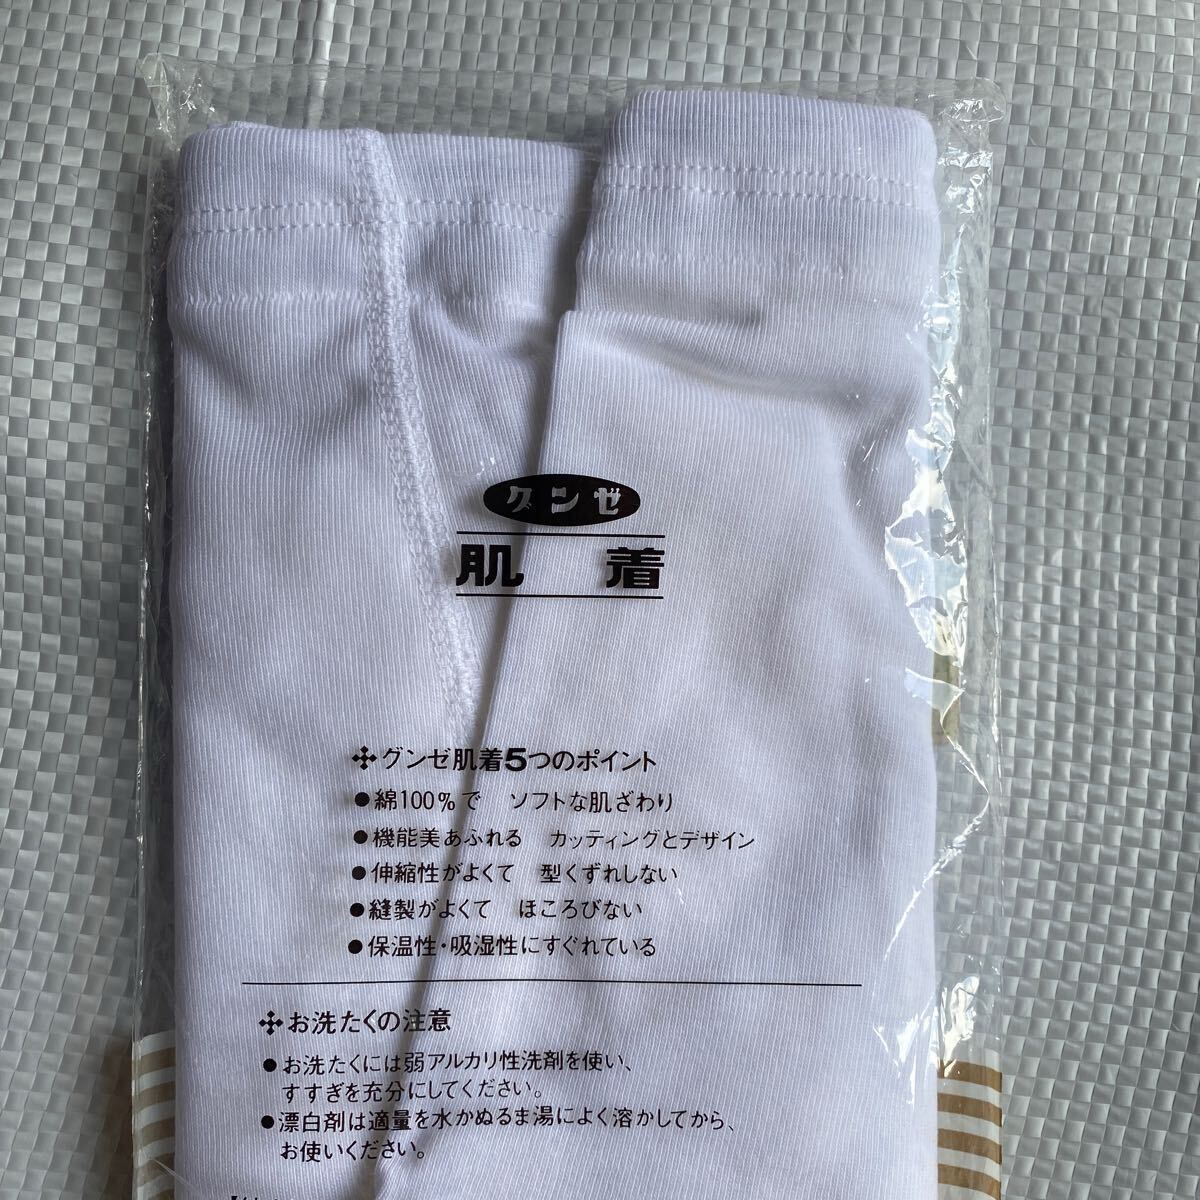 グンゼ
肌 着
✣グンゼ肌着5つのポイント
●綿100%で ソフトな肌ざわり
●機能美あふれる カッティングとデザイン
●伸縮性がよくて 型くずれしない
●縫製がよくて ほころびない
●保温性・吸湿性にすぐれている
✣お洗たくの注意
●お洗たくには弱アルカリ性洗剤を使い、
すすぎを充分にしてください。
●漂白剤は適量を水かぬるま湯によく溶かしてから、
お使いください。